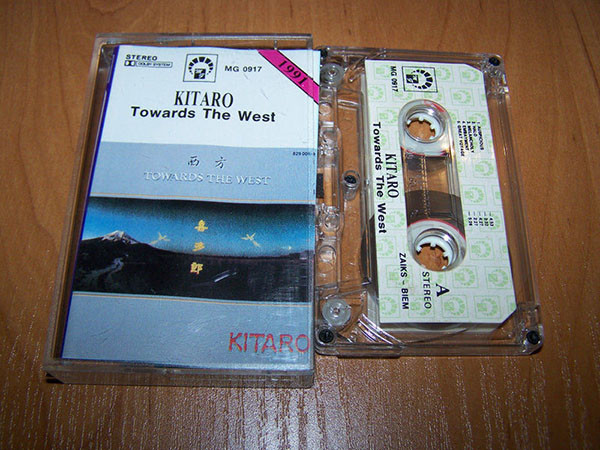 STEREO
DOLBY SYSTEM
MG 0917
1991
KITARO
Towards The West
西方
TOWARDS THE WEST
喜多郎
KITARO
MG 0917
KITARO
Towards The West
A
STEREO
ZAIKS - BIEM